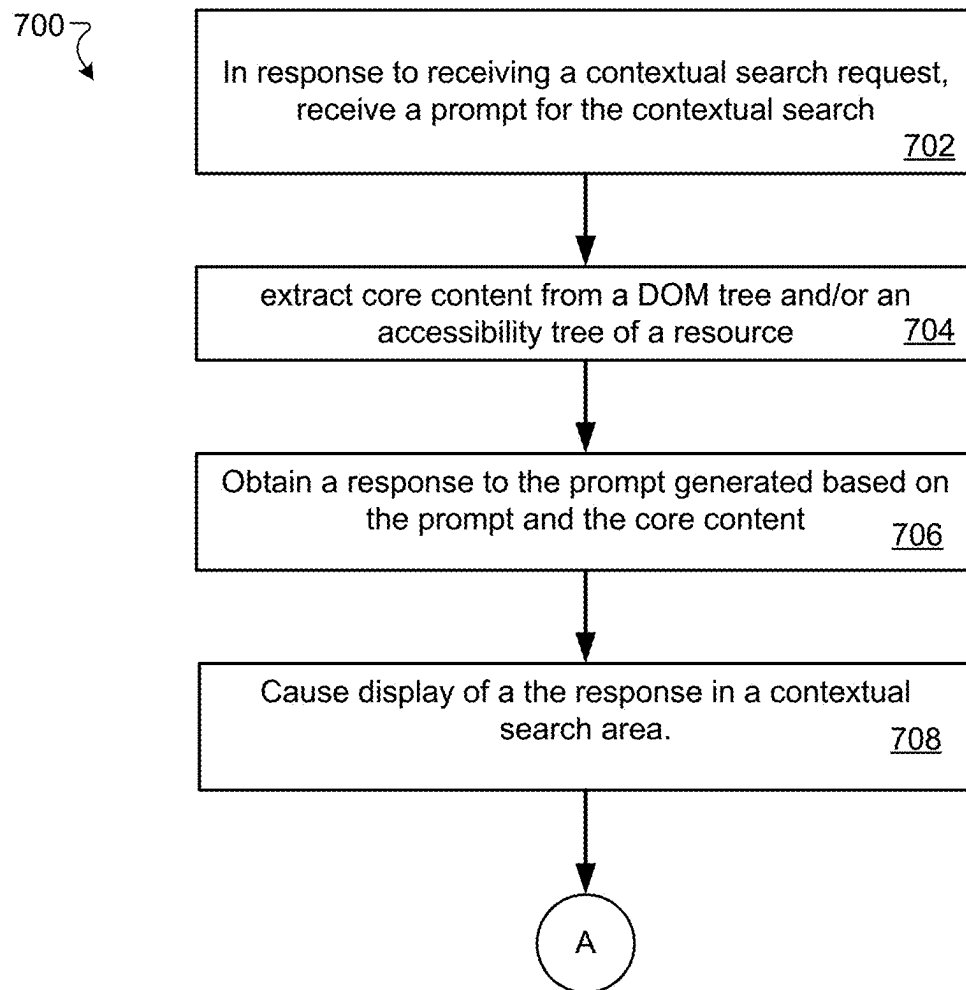 700
In response to receiving a contextual search request,
receive a prompt for the contextual search
702
extract core content from a DOM tree and/or an
accessibility tree of a resource
704
Obtain a response to the prompt generated based on
the prompt and the core content
706
Cause display of a the response in a contextual
search area.
708
A